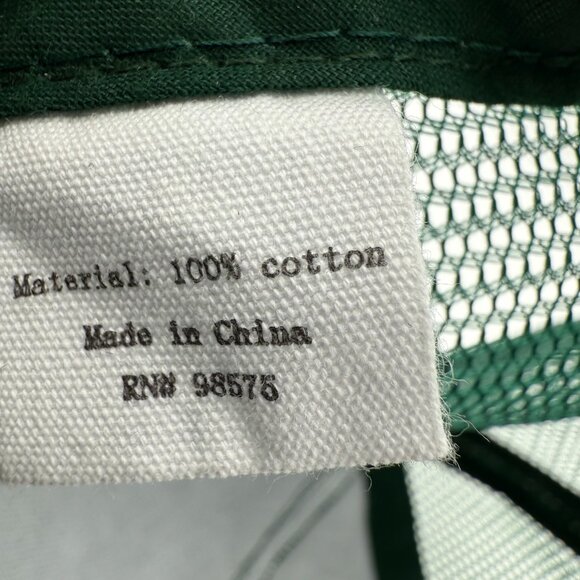 Material: 100% cotton
Made in China
RN# 98575